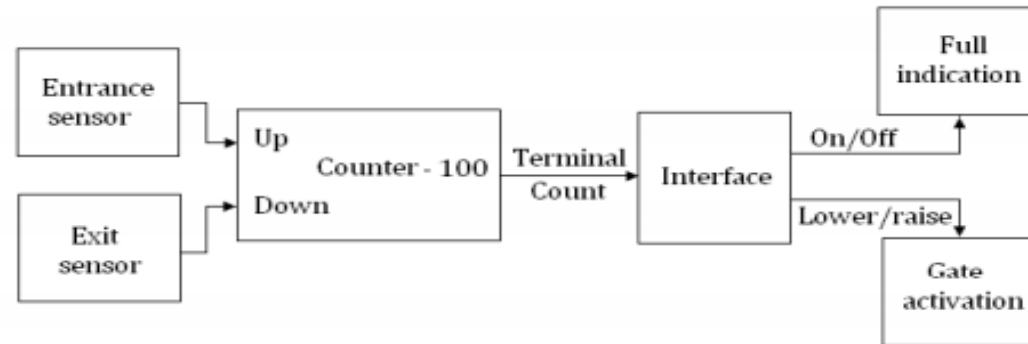 Entrance
sensor
Exit
sensor
Up
Counter - 100
Down
Terminal
Count
Interface
On/Off
Lower/raise
Full
indication
Gate
activation